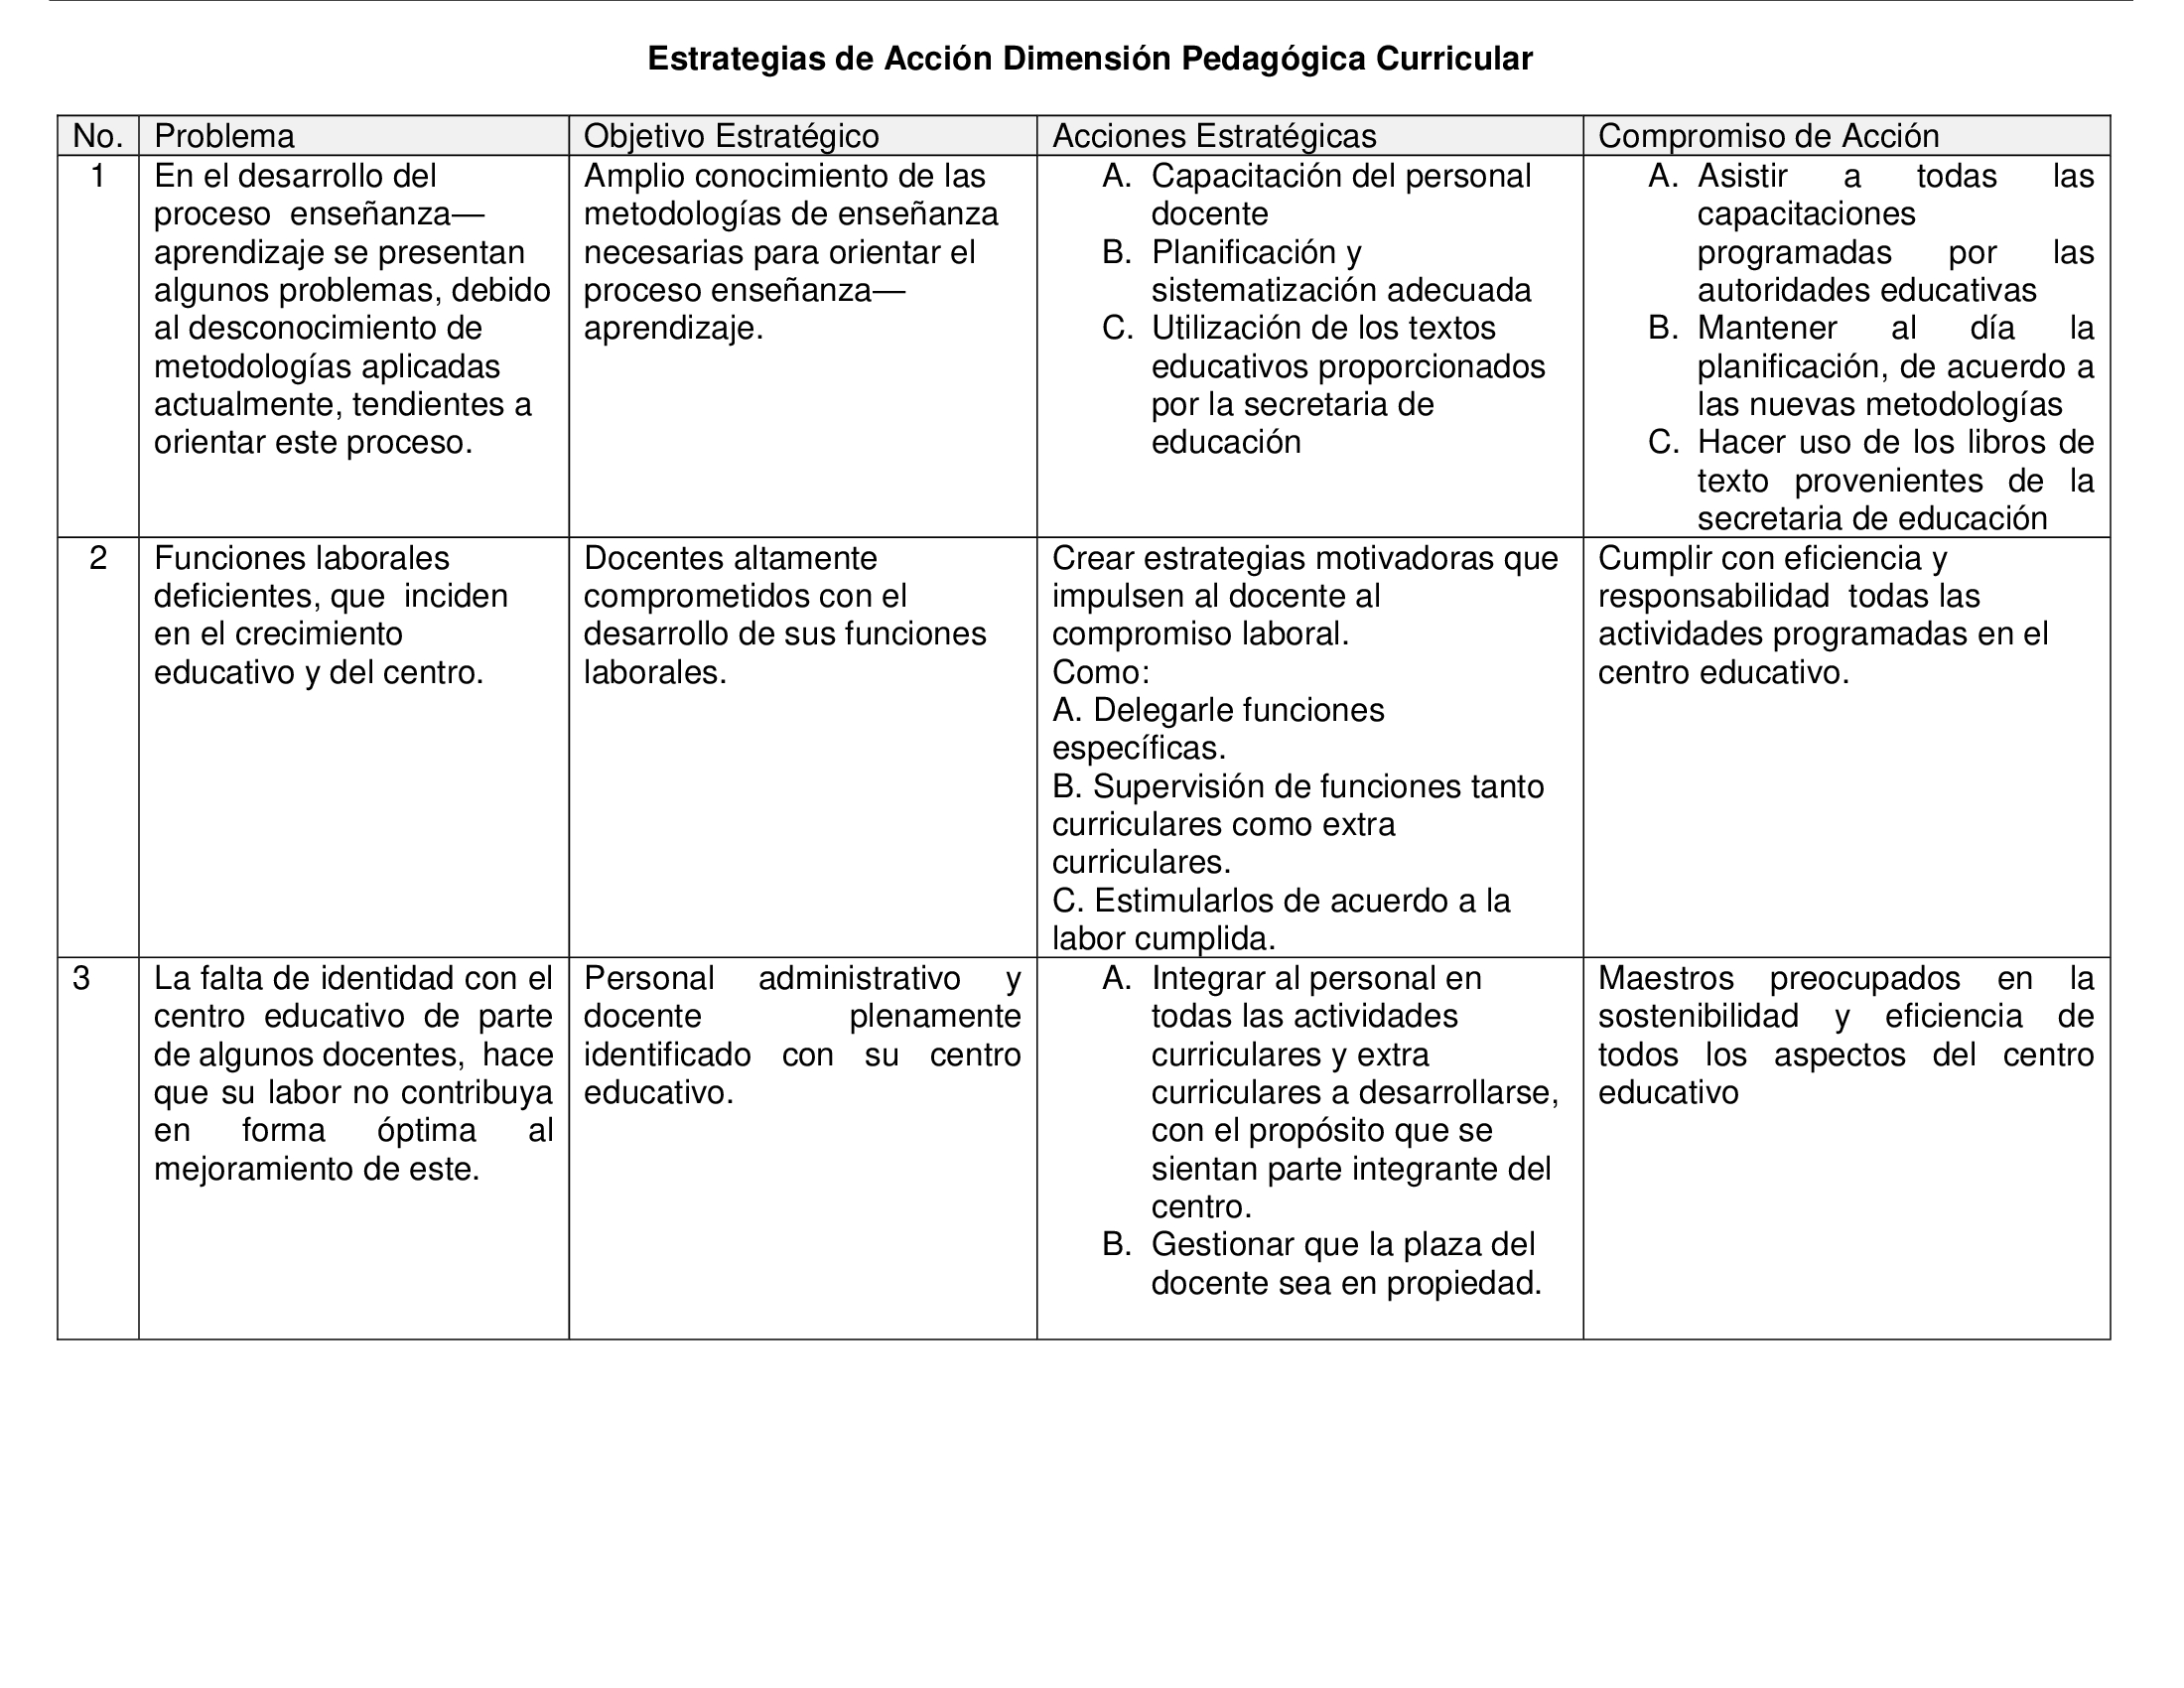 Estrategias de Acción Dimensión Pedagógica Curricular
No.
Problema
Objetivo Estratégico
Acciones Estratégicas
Compromiso de Acción
1
En el desarrollo del
proceso enseñanza—
aprendizaje se presentan
algunos problemas, debido
al desconocimiento de
metodologías aplicadas
actualmente, tendientes a
orientar este proceso.
Amplio conocimiento de las
metodologías de enseñanza
necesarias para orientar el
proceso enseñanza—
aprendizaje.
A. Capacitación del personal
docente
B. Planificación y
sistematización adecuada
C. Utilización de los textos
educativos proporcionados
por la secretaria de
educación
A. Asistir a todas las
capacitaciones
programadas por las
autoridades educativas
B. Mantener al día la
planificación, de acuerdo a
las nuevas metodologías
C. Hacer uso de los libros de
texto provenientes de la
secretaria de educación
2
Funciones laborales
deficientes, que inciden
en el crecimiento
educativo y del centro.
Docentes altamente
comprometidos con el
desarrollo de sus funciones
laborales.
Crear estrategias motivadoras que
impulsen al docente al
compromiso laboral.
Como:
A. Delegarle funciones
específicas.
B. Supervisión de funciones tanto
curriculares como extra
curriculares.
C. Estimularlos de acuerdo a la
labor cumplida.
Cumplir con eficiencia y
responsabilidad todas las
actividades programadas en el
centro educativo.
3
La falta de identidad con el
centro educativo de parte
de algunos docentes, hace
que su labor no contribuya
en forma óptima al
mejoramiento de este.
Personal administrativo y
docente plenamente
identificado con su centro
educativo.
A. Integrar al personal en
todas las actividades
curriculares y extra
curriculares a desarrollarse,
con el propósito que se
sientan parte integrante del
centro.
B. Gestionar que la plaza del
docente sea en propiedad.
Maestros preocupados en la
sostenibilidad y eficiencia de
todos los aspectos del centro
educativo